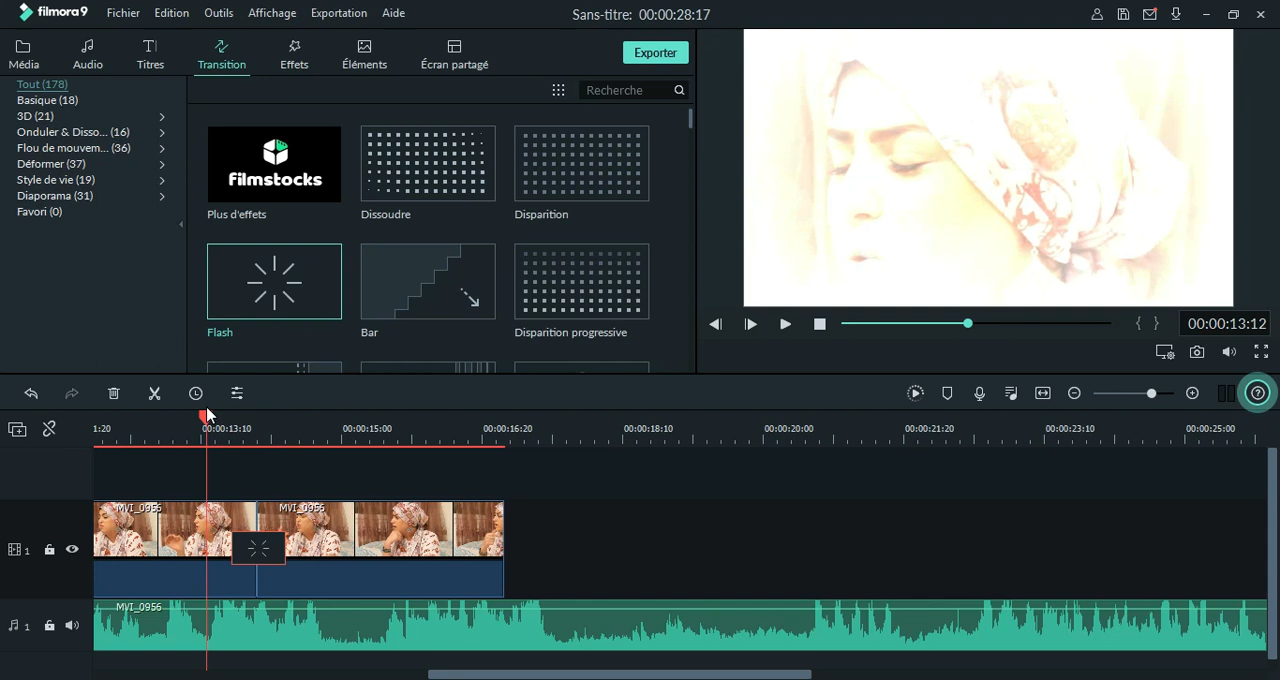 filmora9 Fichier Edition Outils Affichage Exportation Aide Sans-titre: 00:00:28:17
Média Audio Titres Transition Effets Éléments Écran partagé Exporter
Tout (178)
Basique (18)
3D (21)
Onduler & Disso... (16)
Flou de mouvem... (36)
Déformer (37)
Style de vie (19)
Diaporama (31)
Favori (0)
Recherche
filmstocks
Plus d'effets Dissoudre Disparition
Flash Bar Disparition progressive
{ } 00:00:13:12
1:20 00:00:13:10 00:00:15:00 00:00:16:20 00:00:18:10 00:00:20:00 00:00:21:20 00:00:23:10 00:00:25:00
MVI_0956 MVI_0956
1
MVI_0956
1